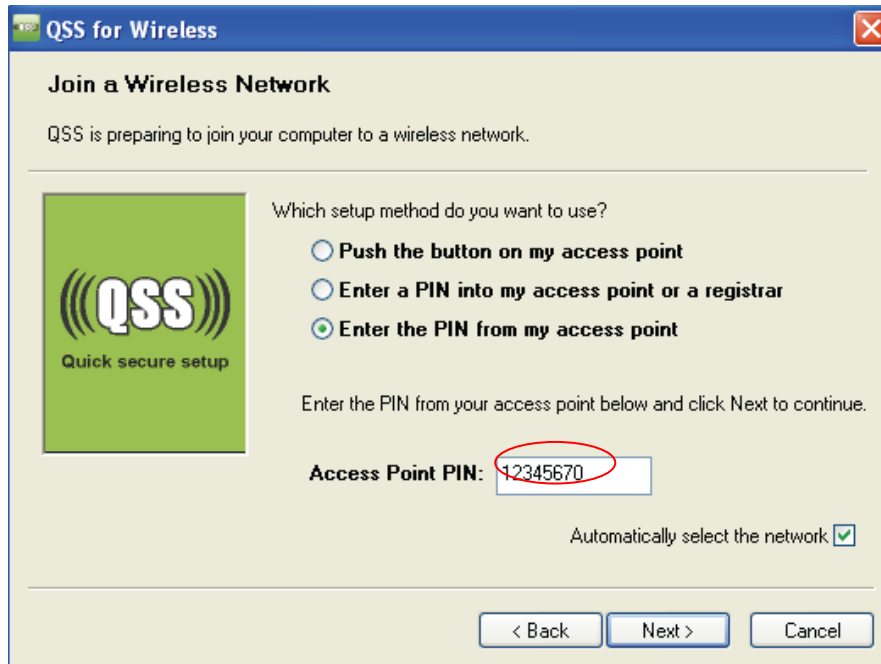 QSS for Wireless
Join a Wireless Network
QSS is preparing to join your computer to a wireless network.
Which setup method do you want to use?
Push the button on my access point
Enter a PIN into my access point or a registrar
Enter the PIN from my access point
(((QSS)))
Quick secure setup
Enter the PIN from your access point below and click Next to continue.
Access Point PIN: 12345670
Automatically select the network
< Back Next > Cancel